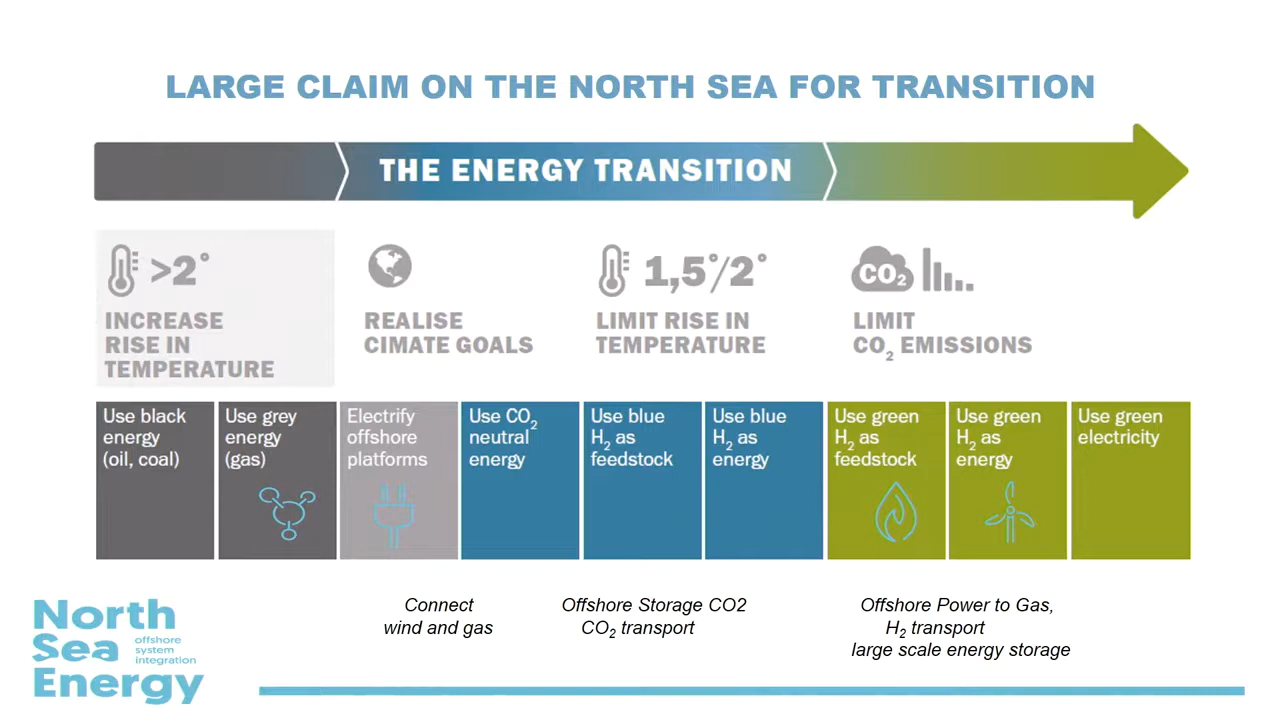 LARGE CLAIM ON THE NORTH SEA FOR TRANSITION
THE ENERGY TRANSITION
>2°
INCREASE
RISE IN
TEMPERATURE
REALISE
CIMATE GOALS
1,5°/2°
LIMIT RISE IN
TEMPERATURE
CO₂
LIMIT
CO₂ EMISSIONS
Use black
energy
(oil, coal)
Use grey
energy
(gas)
Electrify
offshore
platforms
Use CO₂
neutral
energy
Use blue
H₂ as
feedstock
Use blue
H₂ as
energy
Use green
H₂ as
feedstock
Use green
H₂ as
energy
Use green
electricity
Connect
wind and gas
Offshore Storage CO2
CO₂ transport
Offshore Power to Gas,
H₂ transport
large scale energy storage
North
Sea
Energy
offshore
system
integration